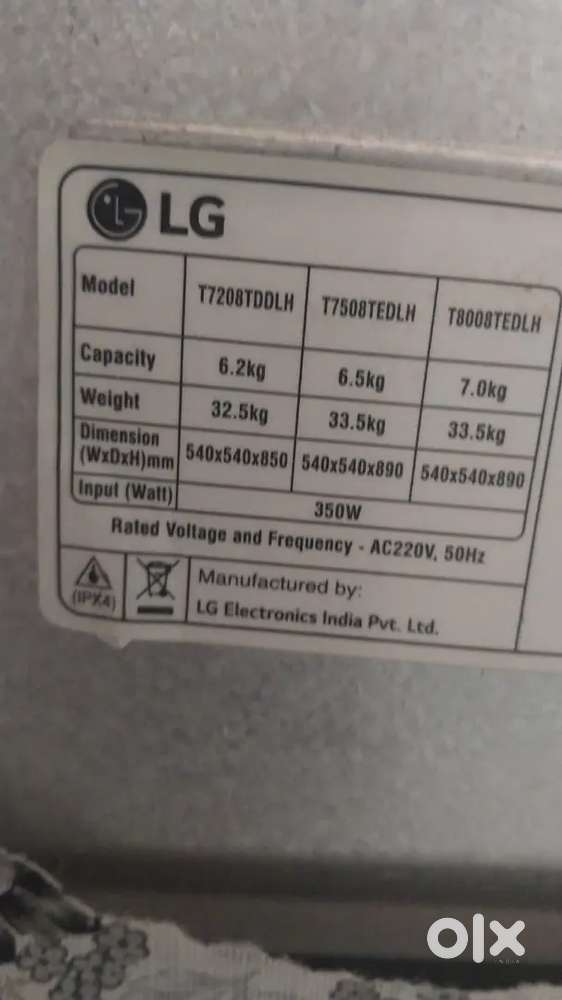 LG
Model T7208TDDLH T7508TEDLH T8008TEDLH
Capacity 6.2kg 6.5kg 7.0kg
Weight 32.5kg 33.5kg 33.5kg
Dimension
(WxDxH)mm 540x540x850 540x540x890 540x540x890
Input (Watt) 350W
Rated Voltage and Frequency - AC220V, 50Hz
(IPX4)
Manufactured by:
LG Electronics India Pvt. Ltd.
olx
INDIA